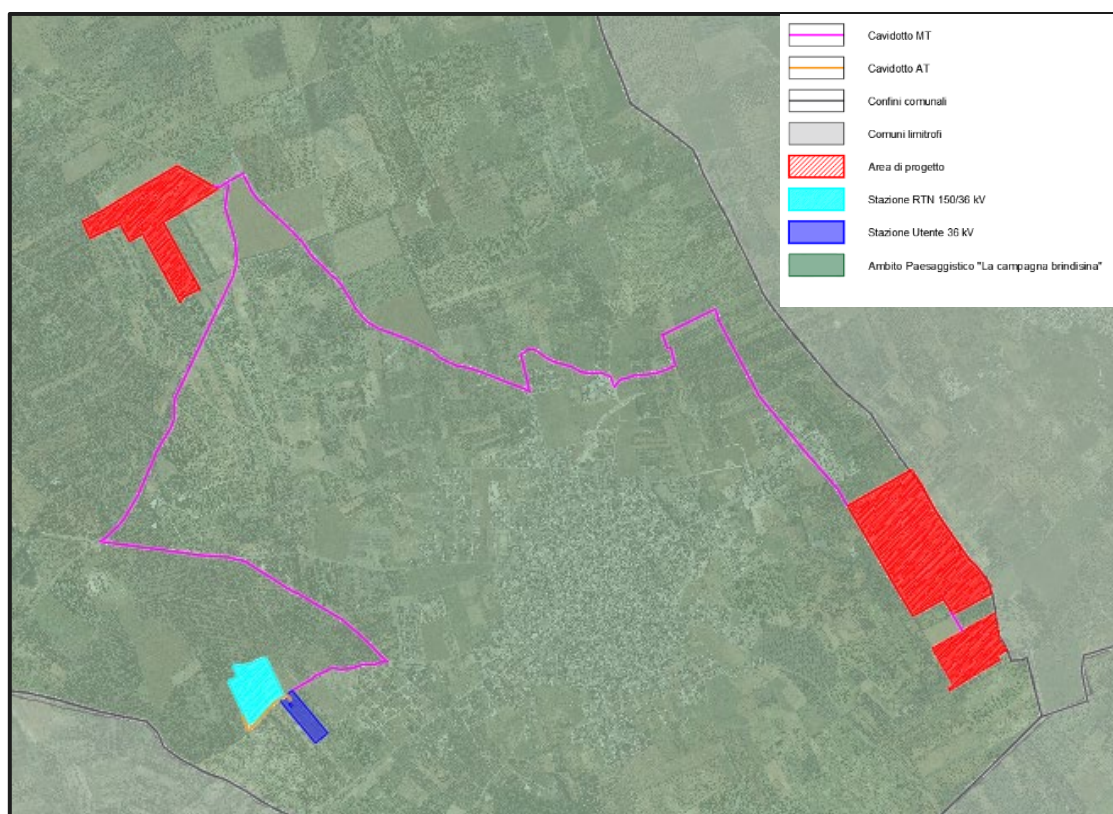 Cavidotto MT
Cavidotto AT
Confini comunali
Comuni limitrofi
Area di progetto
Stazione RTN 150/36 kV
Stazione Utente 36 kV
Ambito Paesaggistico "La campagna brindisina"